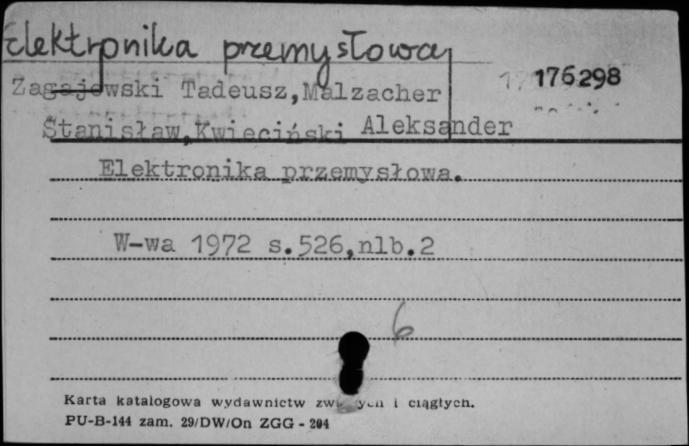 Elektronika przemysłowa
Zagajewski Tadeusz, Malzacher 176298
Stanisław, Kwieciński Aleksander
Elektronika przemysłowa.
W-wa 1972 s.526,nlb.2
6
Karta katalogowa wydawnictw i ciągłych.
PU-B-144 zam. 29/DW/On ZGG - 204